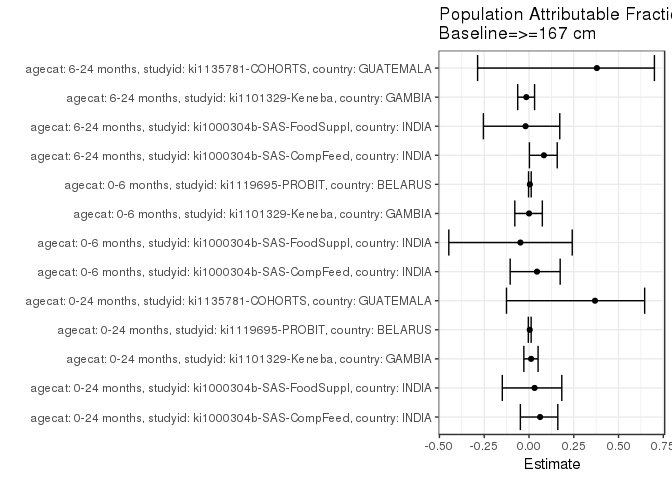 Population Attributable Fracti
Baseline=>=167 cm
agecat: 6-24 months, studyid: ki1135781-COHORTS, country: GUATEMALA
agecat: 6-24 months, studyid: ki1101329-Keneba, country: GAMBIA
agecat: 6-24 months, studyid: ki1000304b-SAS-FoodSuppl, country: INDIA
agecat: 6-24 months, studyid: ki1000304b-SAS-CompFeed, country: INDIA
agecat: 0-6 months, studyid: ki1119695-PROBIT, country: BELARUS
agecat: 0-6 months, studyid: ki1101329-Keneba, country: GAMBIA
agecat: 0-6 months, studyid: ki1000304b-SAS-FoodSuppl, country: INDIA
agecat: 0-6 months, studyid: ki1000304b-SAS-CompFeed, country: INDIA
agecat: 0-24 months, studyid: ki1135781-COHORTS, country: GUATEMALA
agecat: 0-24 months, studyid: ki1119695-PROBIT, country: BELARUS
agecat: 0-24 months, studyid: ki1101329-Keneba, country: GAMBIA
agecat: 0-24 months, studyid: ki1000304b-SAS-FoodSuppl, country: INDIA
agecat: 0-24 months, studyid: ki1000304b-SAS-CompFeed, country: INDIA
-0.50 -0.25 0.00 0.25 0.50 0.75
Estimate